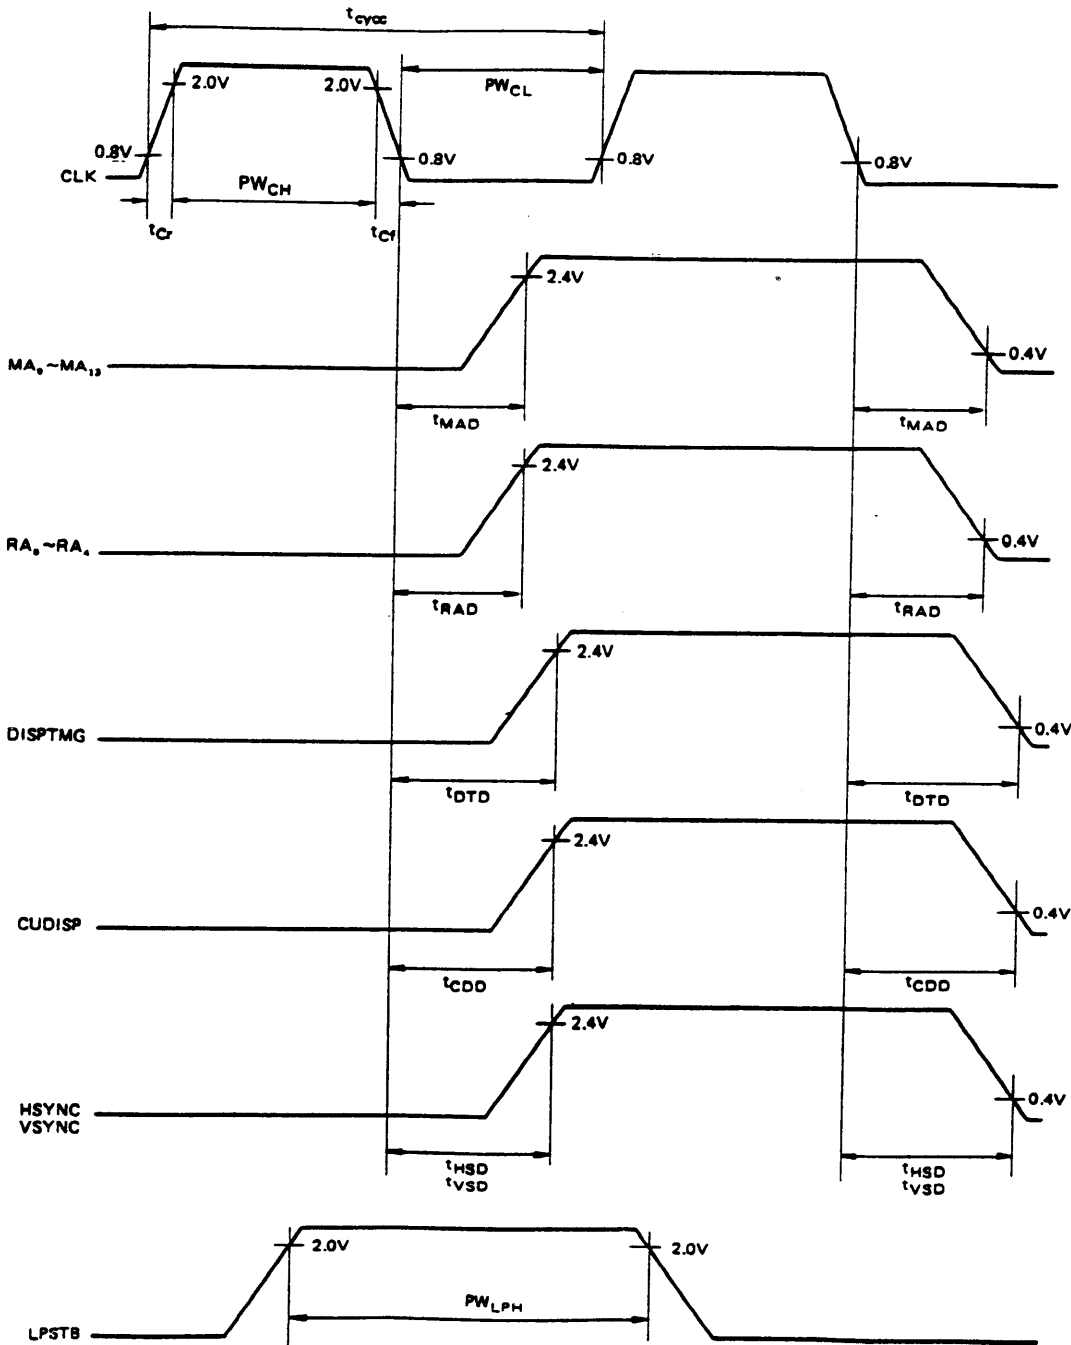 tcycc
2.0V 2.0V PWCL
0.8V 0.8V 0.8V 0.8V
CLK PWCH
tCr tCf
2.4V
MA₀~MA₁₃ 0.4V
tMAD tMAD
2.4V
RA₀~RA₄ 0.4V
tRAD tRAD
2.4V
DISPTMG 0.4V
tDTD tDTD
2.4V
CUDISP 0.4V
tCDD tCDD
2.4V
HSYNC 0.4V
VSYNC
tHSD tHSD
tVSD tVSD
2.0V 2.0V
PWLPH
LPSTB